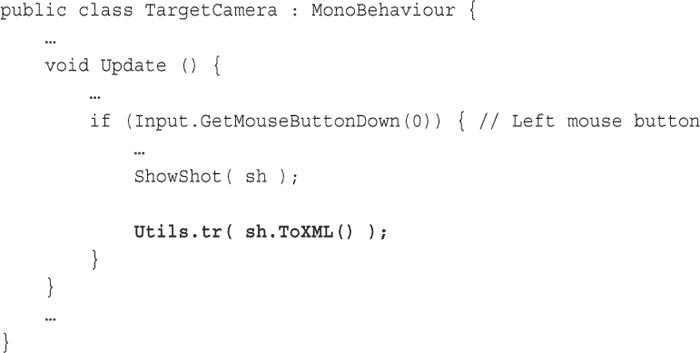 public class TargetCamera : MonoBehaviour {
    …
    void Update () {
        …
        if (Input.GetMouseButtonDown(0)) { // Left mouse button
            …
            ShowShot( sh );

            Utils.tr( sh.ToXML() );
        }
    }
    …
}